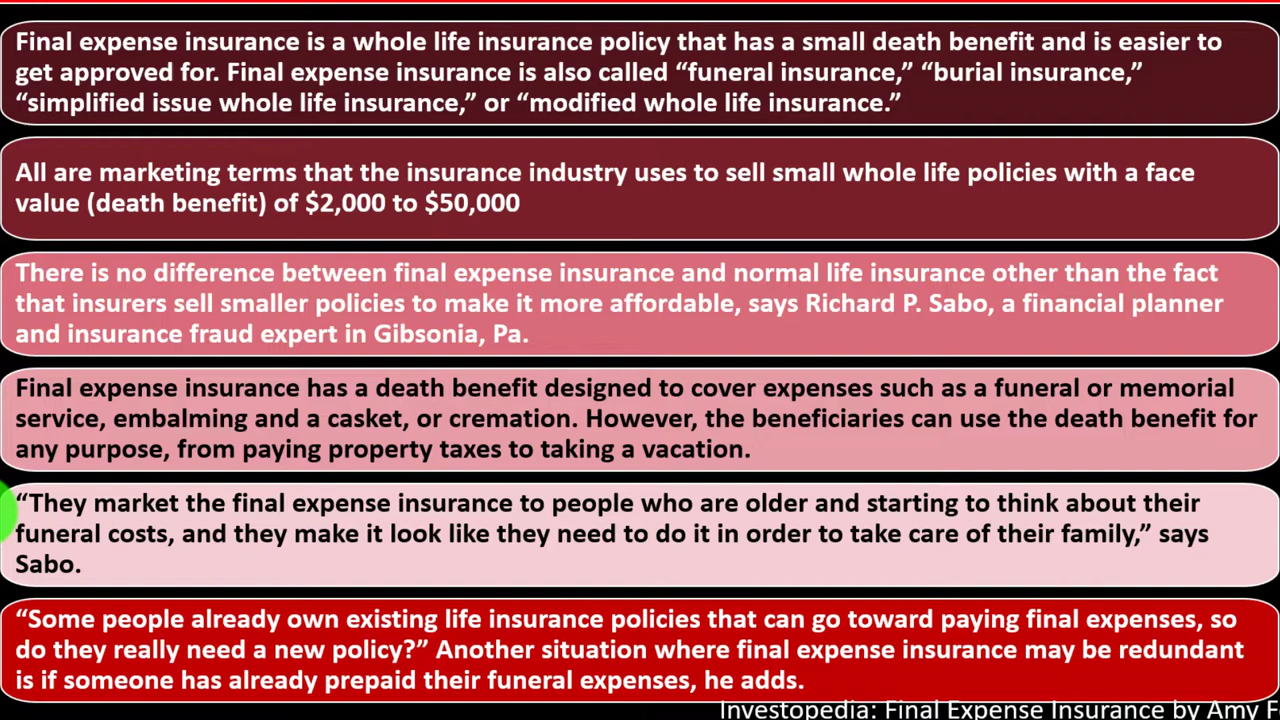 Final expense insurance is a whole life insurance policy that has a small death benefit and is easier to
get approved for. Final expense insurance is also called “funeral insurance,” “burial insurance,”
“simplified issue whole life insurance,” or “modified whole life insurance.”
All are marketing terms that the insurance industry uses to sell small whole life policies with a face
value (death benefit) of $2,000 to $50,000
There is no difference between final expense insurance and normal life insurance other than the fact
that insurers sell smaller policies to make it more affordable, says Richard P. Sabo, a financial planner
and insurance fraud expert in Gibsonia, Pa.
Final expense insurance has a death benefit designed to cover expenses such as a funeral or memorial
service, embalming and a casket, or cremation. However, the beneficiaries can use the death benefit for
any purpose, from paying property taxes to taking a vacation.
“They market the final expense insurance to people who are older and starting to think about their
funeral costs, and they make it look like they need to do it in order to take care of their family,” says
Sabo.
“Some people already own existing life insurance policies that can go toward paying final expenses, so
do they really need a new policy?” Another situation where final expense insurance may be redundant
is if someone has already prepaid their funeral expenses, he adds.
Investopedia: Final Expense Insurance by Amy F